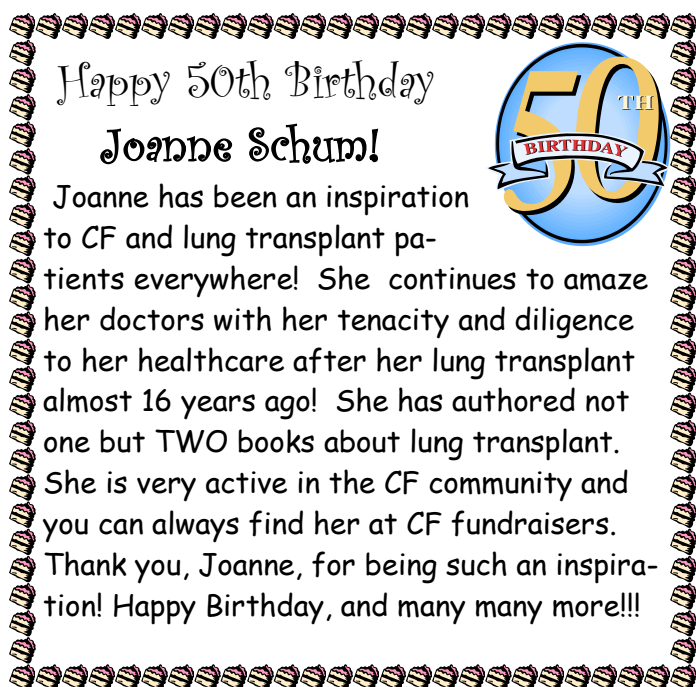 Happy 50th Birthday
Joanne Schum!
50TH
BIRTHDAY
Joanne has been an inspiration
to CF and lung transplant pa-
tients everywhere! She continues to amaze
her doctors with her tenacity and diligence
to her healthcare after her lung transplant
almost 16 years ago! She has authored not
one but TWO books about lung transplant.
She is very active in the CF community and
you can always find her at CF fundraisers.
Thank you, Joanne, for being such an inspira-
tion! Happy Birthday, and many many more!!!